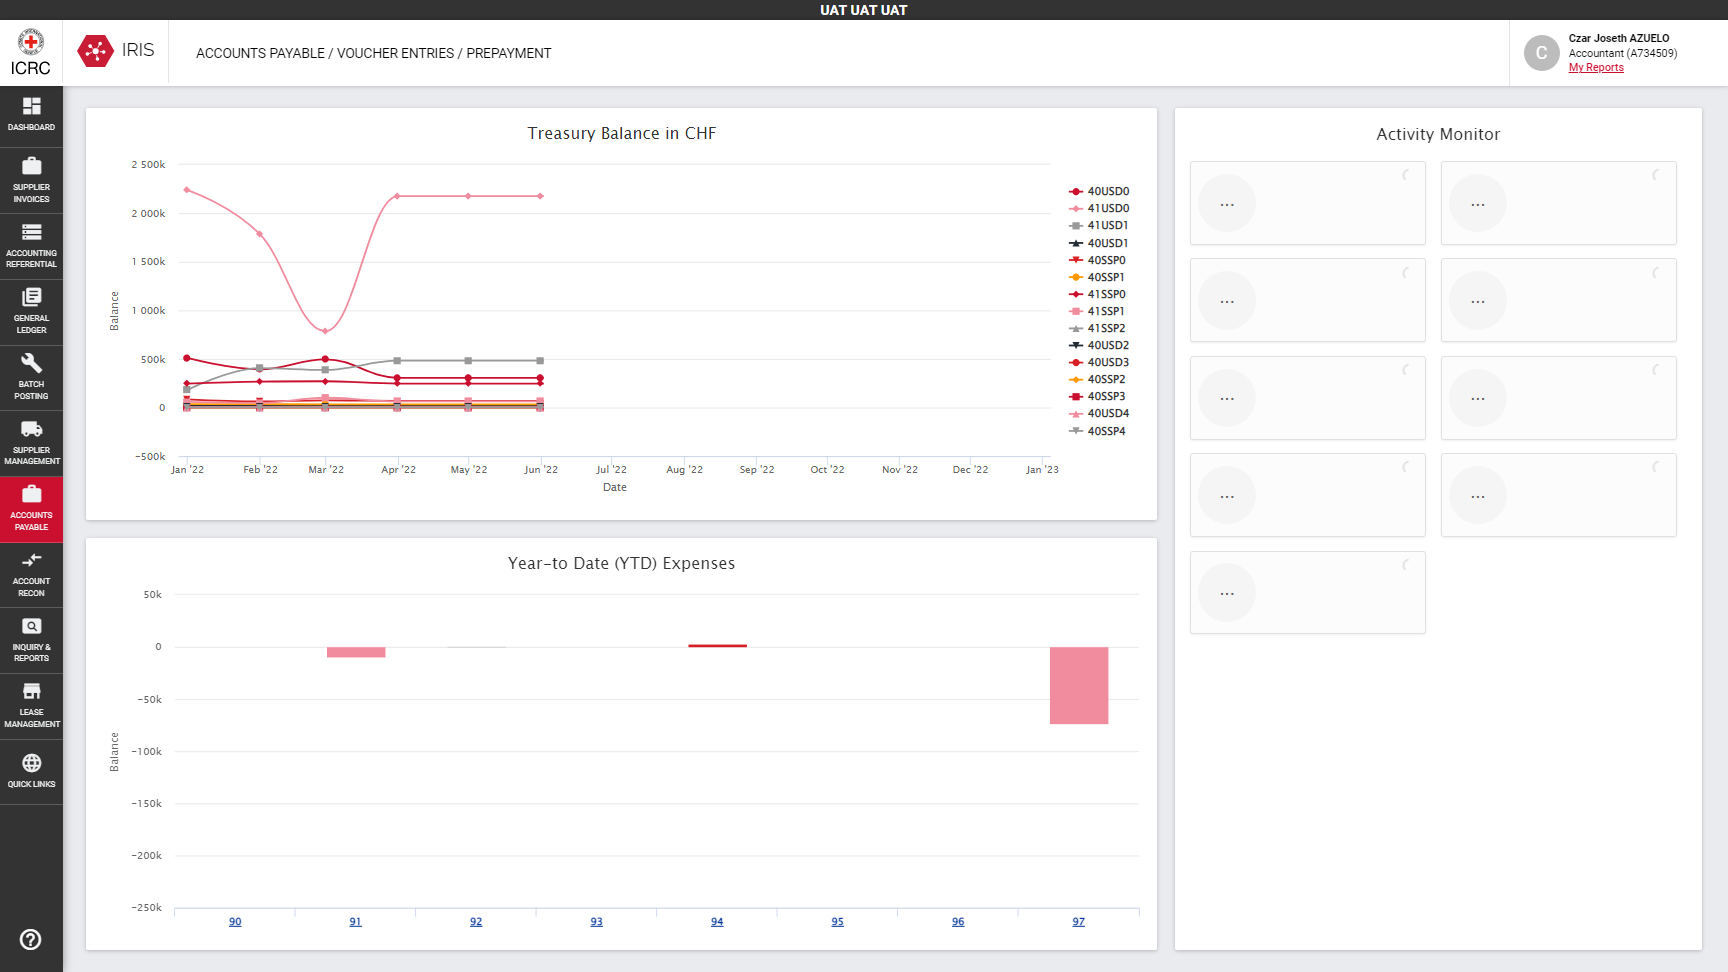 UAT UAT UAT
ICRC
IRIS
ACCOUNTS PAYABLE / VOUCHER ENTRIES / PREPAYMENT
C
Czar Joseth AZUELO
Accountant (A734509)
My Reports
DASHBOARD
SUPPLIER
INVOICES
ACCOUNTING
REFERENTIAL
GENERAL
LEDGER
BATCH
POSTING
SUPPLIER
MANAGEMENT
ACCOUNTS
PAYABLE
ACCOUNT
RECON
INQUIRY &
REPORTS
LEASE
MANAGEMENT
QUICK LINKS
Treasury Balance in CHF
Balance
2 500k
2 000k
1 500k
1 000k
500k
0
-500k
Jan '22 Feb '22 Mar '22 Apr '22 May '22 Jun '22 Jul '22 Aug '22 Sep '22 Oct '22 Nov '22 Dec '22 Jan '23
Date
40USD0
41USD0
41USD1
40USD1
40SSP0
40SSP1
41SSP0
41SSP1
41SSP2
40USD2
40USD3
40SSP2
40SSP3
40USD4
40SSP4
Year-to Date (YTD) Expenses
Balance
50k
0
-50k
-100k
-150k
-200k
-250k
90 91 92 93 94 95 96 97
Activity Monitor
... ...
... ...
... ...
... ...
...